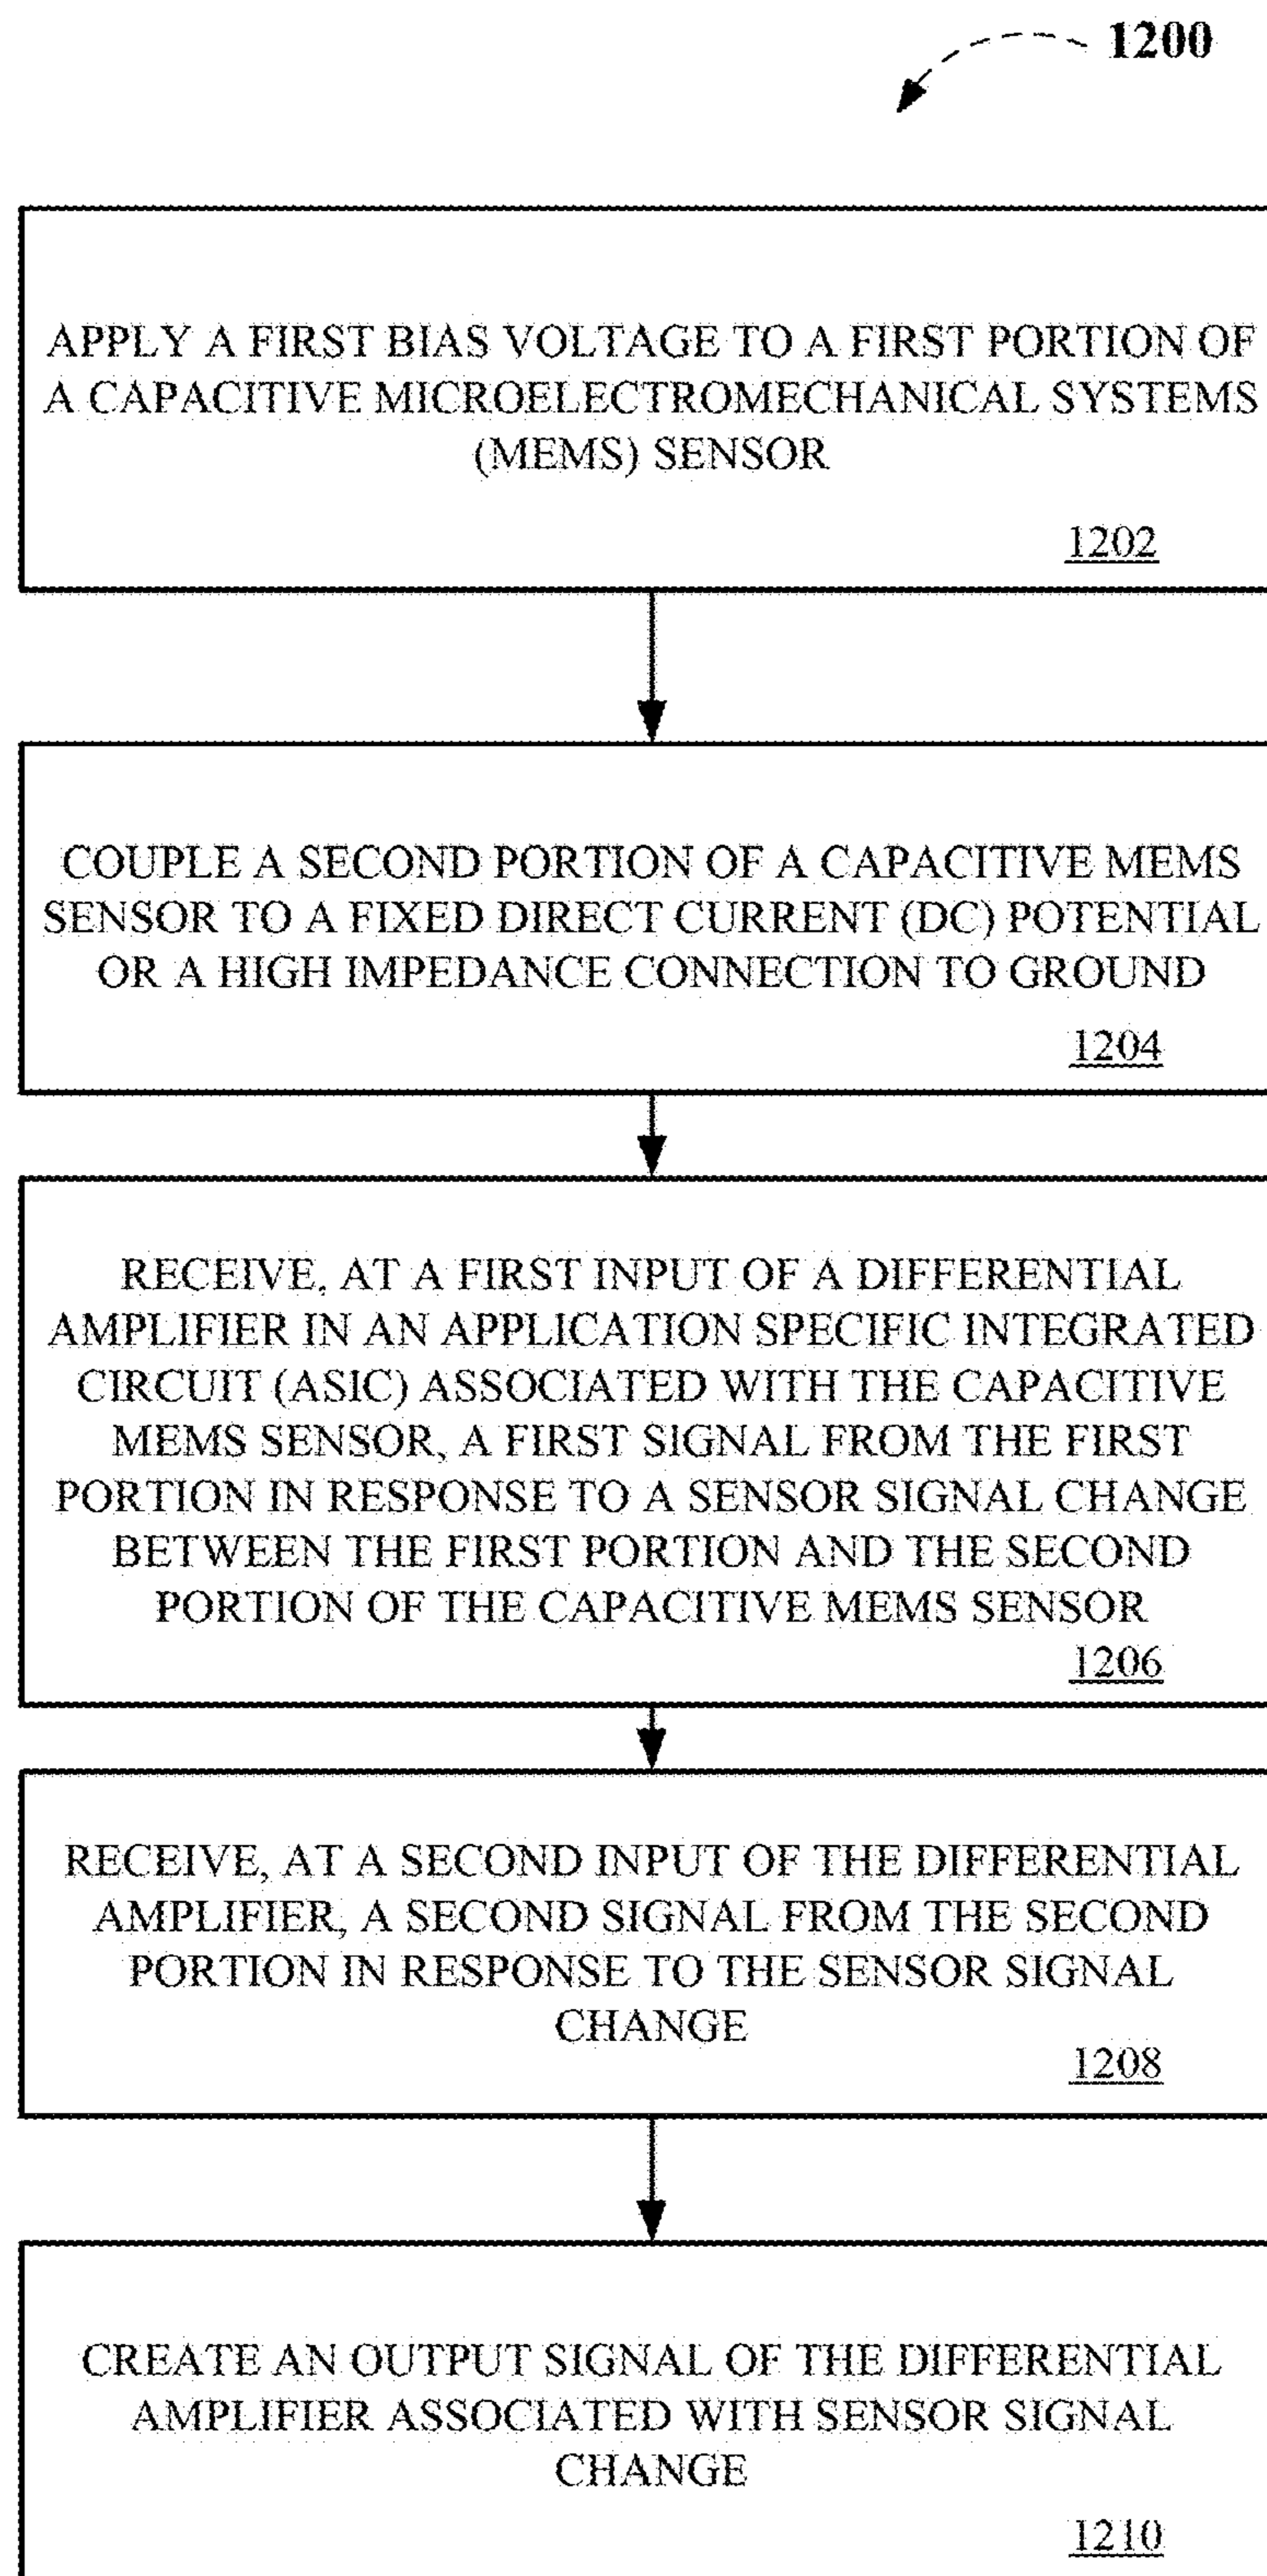 1200
APPLY A FIRST BIAS VOLTAGE TO A FIRST PORTION OF
A CAPACITIVE MICROELECTROMECHANICAL SYSTEMS
(MEMS) SENSOR
1202
COUPLE A SECOND PORTION OF A CAPACITIVE MEMS
SENSOR TO A FIXED DIRECT CURRENT (DC) POTENTIAL
OR A HIGH IMPEDANCE CONNECTION TO GROUND
1204
RECEIVE, AT A FIRST INPUT OF A DIFFERENTIAL
AMPLIFIER IN AN APPLICATION SPECIFIC INTEGRATED
CIRCUIT (ASIC) ASSOCIATED WITH THE CAPACITIVE
MEMS SENSOR, A FIRST SIGNAL FROM THE FIRST
PORTION IN RESPONSE TO A SENSOR SIGNAL CHANGE
BETWEEN THE FIRST PORTION AND THE SECOND
PORTION OF THE CAPACITIVE MEMS SENSOR
1206
RECEIVE, AT A SECOND INPUT OF THE DIFFERENTIAL
AMPLIFIER, A SECOND SIGNAL FROM THE SECOND
PORTION IN RESPONSE TO THE SENSOR SIGNAL
CHANGE
1208
CREATE AN OUTPUT SIGNAL OF THE DIFFERENTIAL
AMPLIFIER ASSOCIATED WITH SENSOR SIGNAL
CHANGE
1210